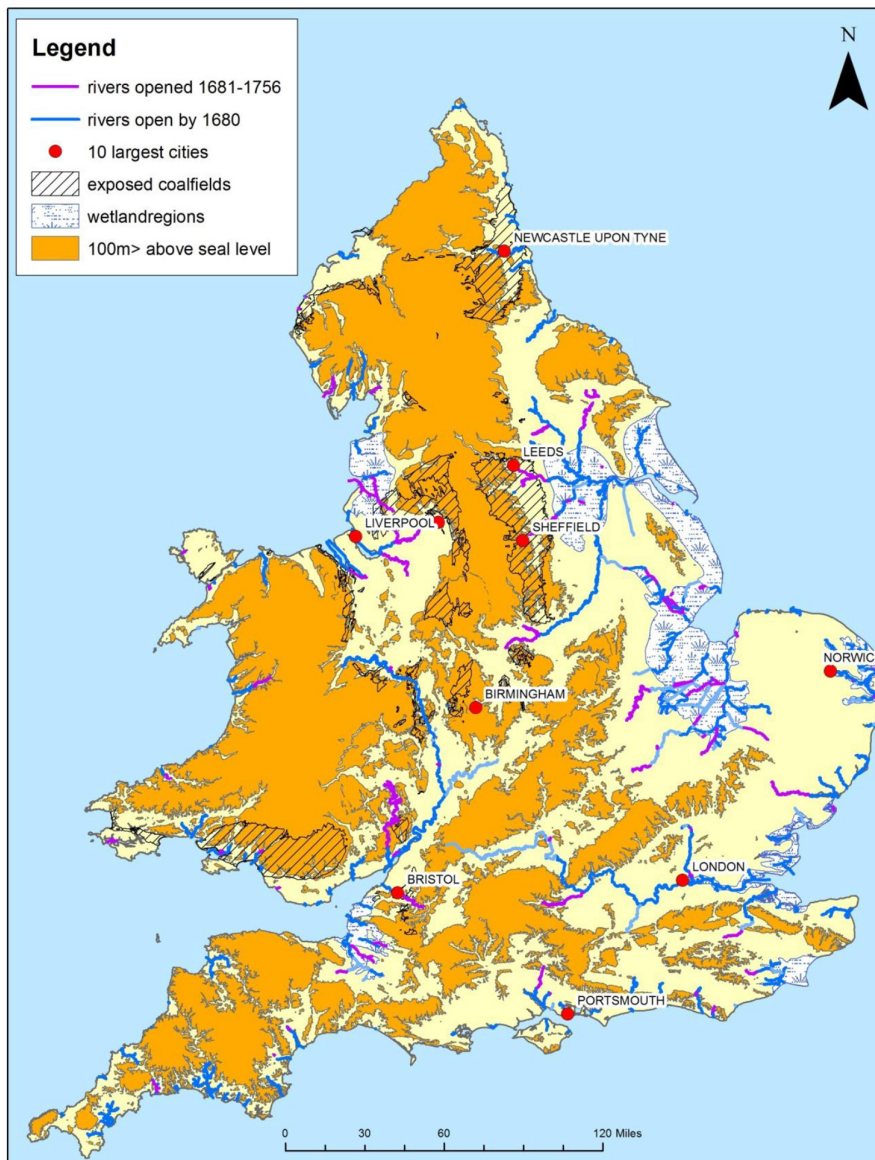 Legend
rivers opened 1681-1756
rivers open by 1680
10 largest cities
exposed coalfields
wetlandregions
100m> above seal level
N
NEWCASTLE UPON TYNE
LEEDS
LIVERPOOL
SHEFFIELD
NORWIC
BIRMINGHAM
LONDON
BRISTOL
PORTSMOUTH
0 30 60 120 Miles